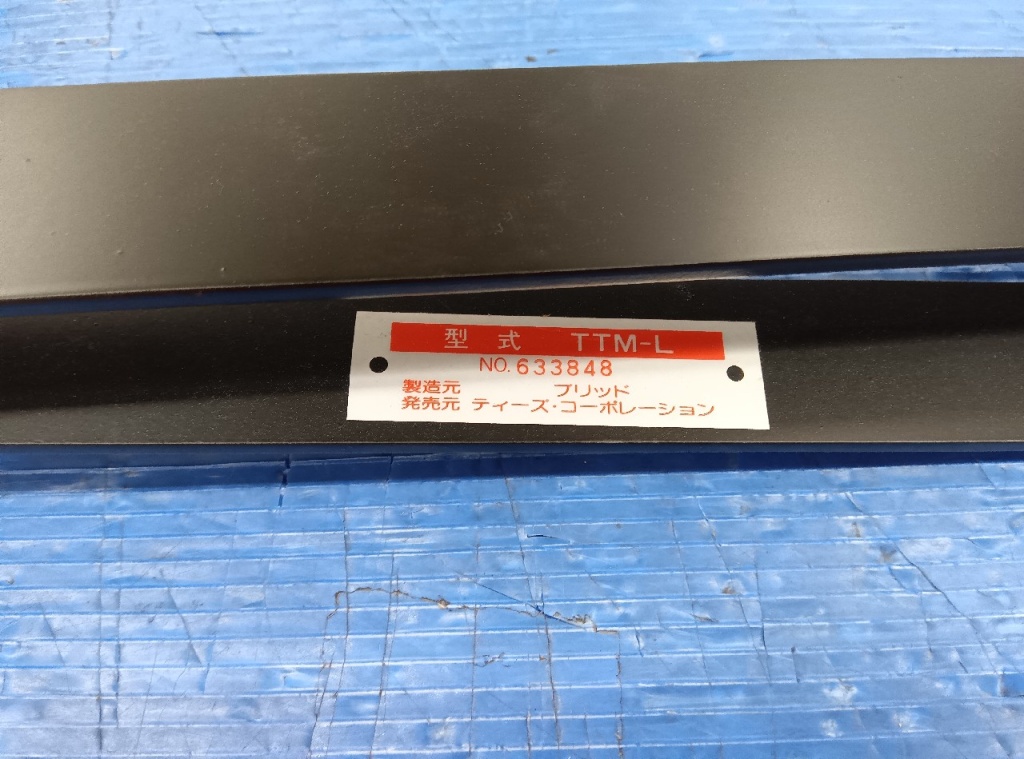 型式 TTM-L
NO. 633848
製造元 ブリッド
発売元 ティーズ・コーポレーション